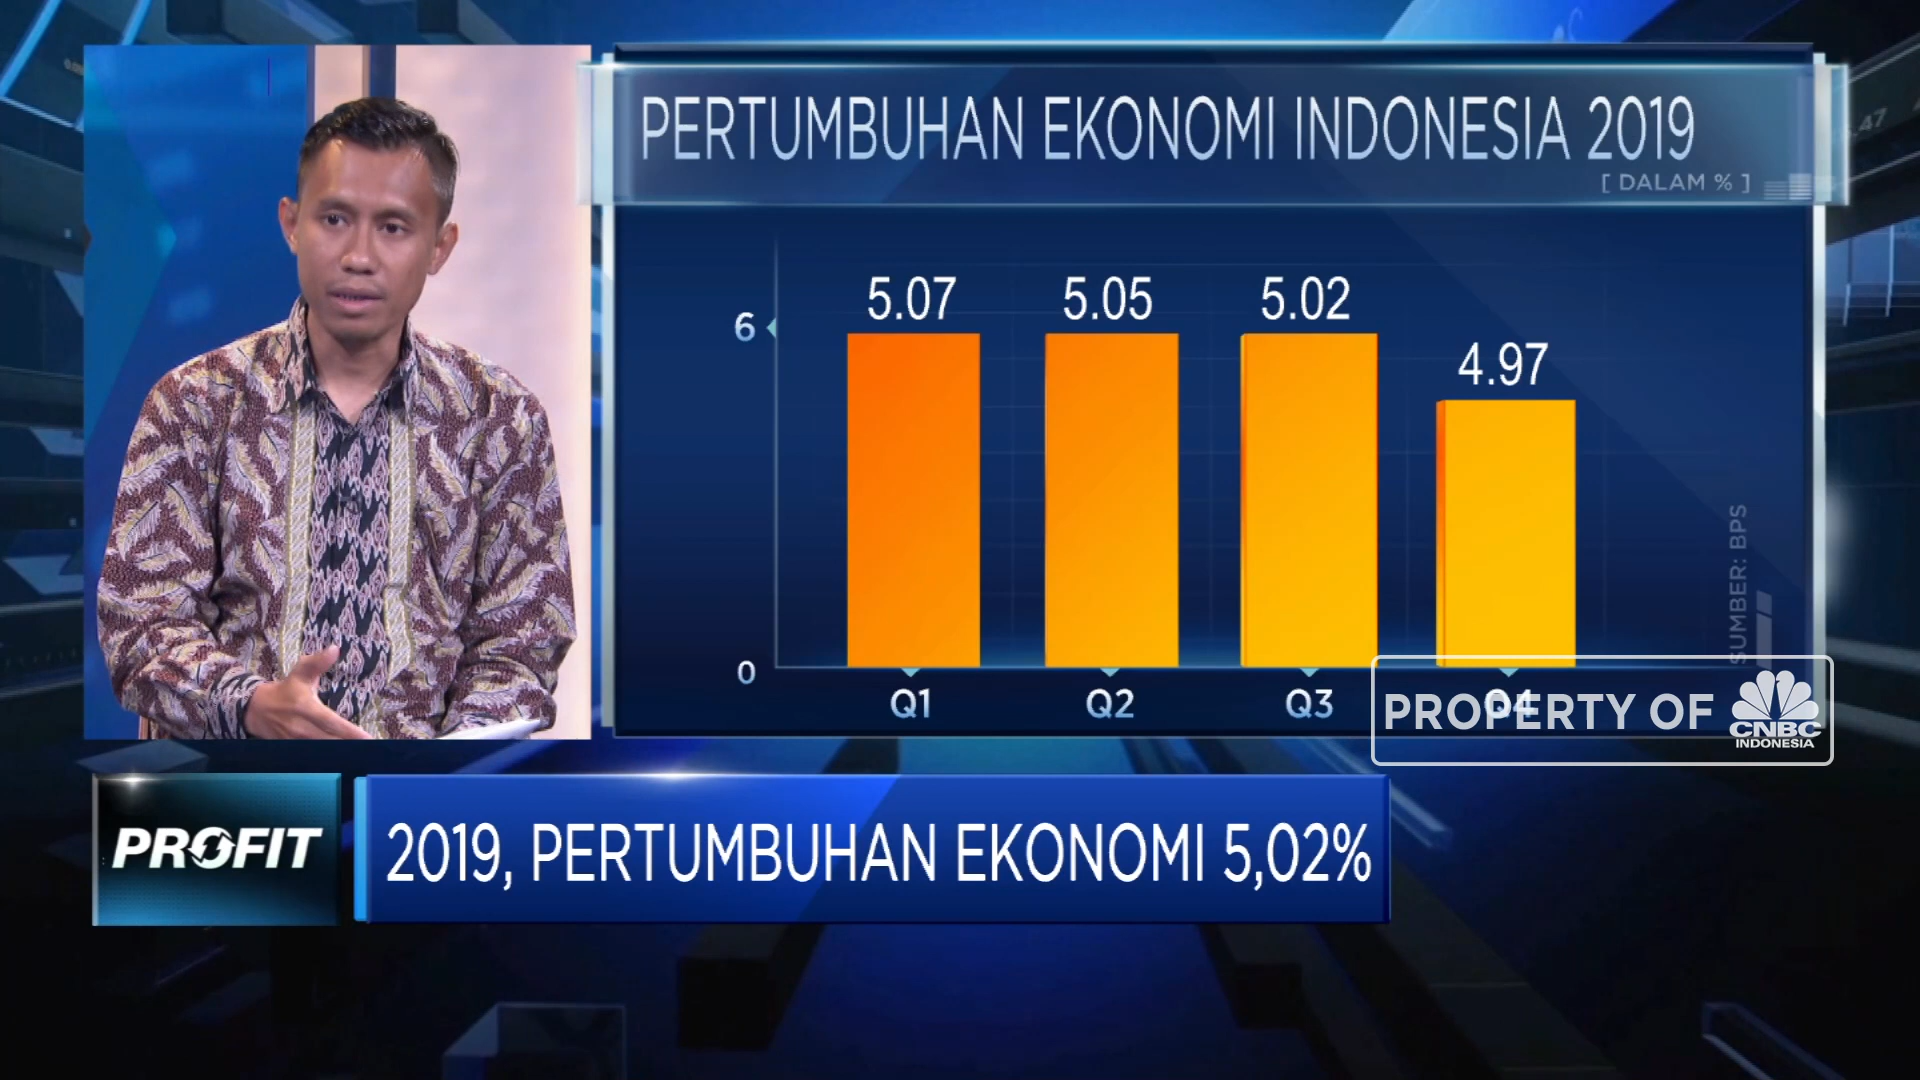 PERTUMBUHAN EKONOMI INDONESIA 2019
[ DALAM % ]
5.07
5.05
5.02
4.97
6
0
Q1
Q2
Q3
Q4
SUMBER: BPS
PROPERTY OF
CNBC
INDONESIA
PROFIT
2019, PERTUMBUHAN EKONOMI 5,02%